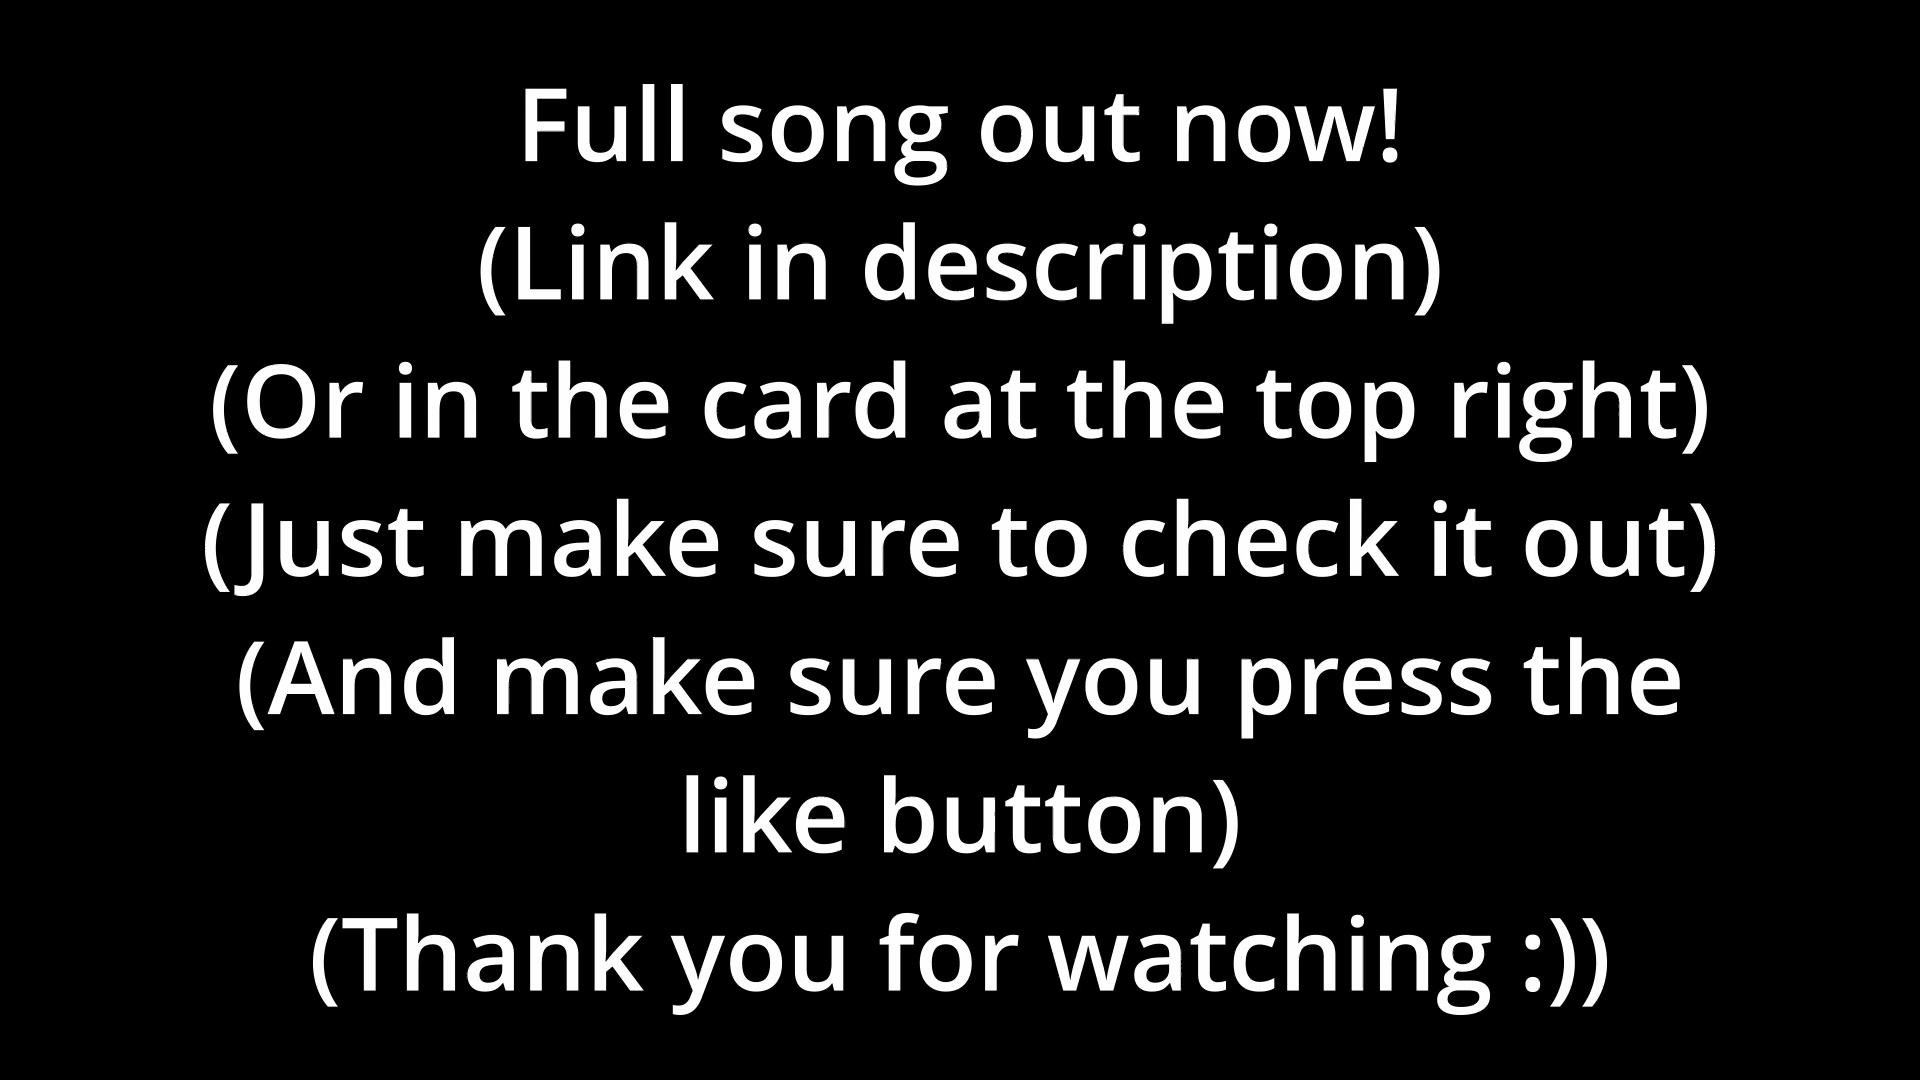 Full song out now!
(Link in description)
(Or in the card at the top right)
(Just make sure to check it out)
(And make sure you press the
like button)
(Thank you for watching :))